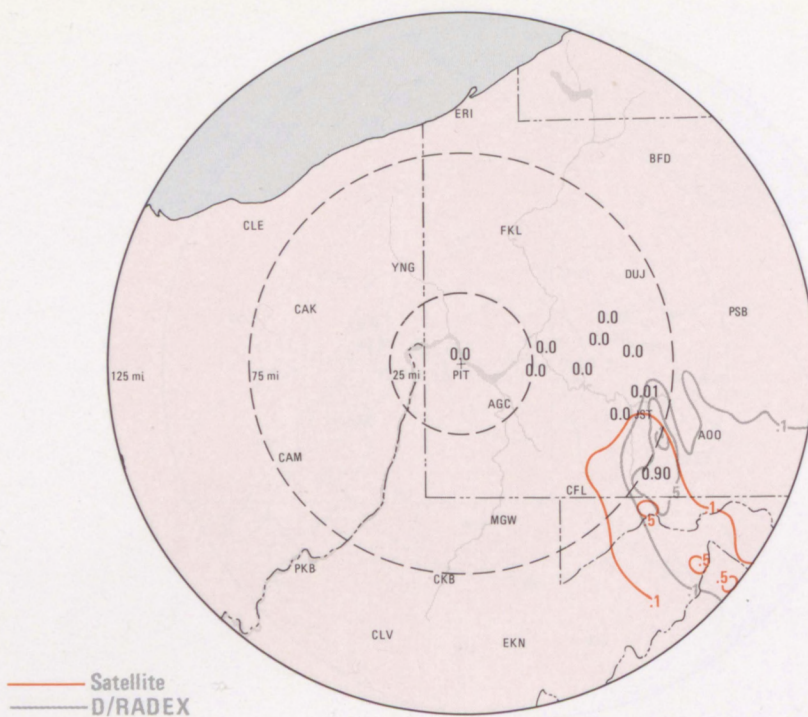 ERI
BFD
CLE
FKL
YNG
DUJ
CAK
PSB
0.0
0.0
0.0
0.0
0.0
125 mi
75 mi
25 mi
PIT
0.0
0.0
0.01
AGC
0.0
JST
.1
AOO
CAM
0.90
CFL
.5
.1
MGW
.5
PKB
.5
CKB
.5
.1
.1
CLV
EKN
Satellite
D/RADEX